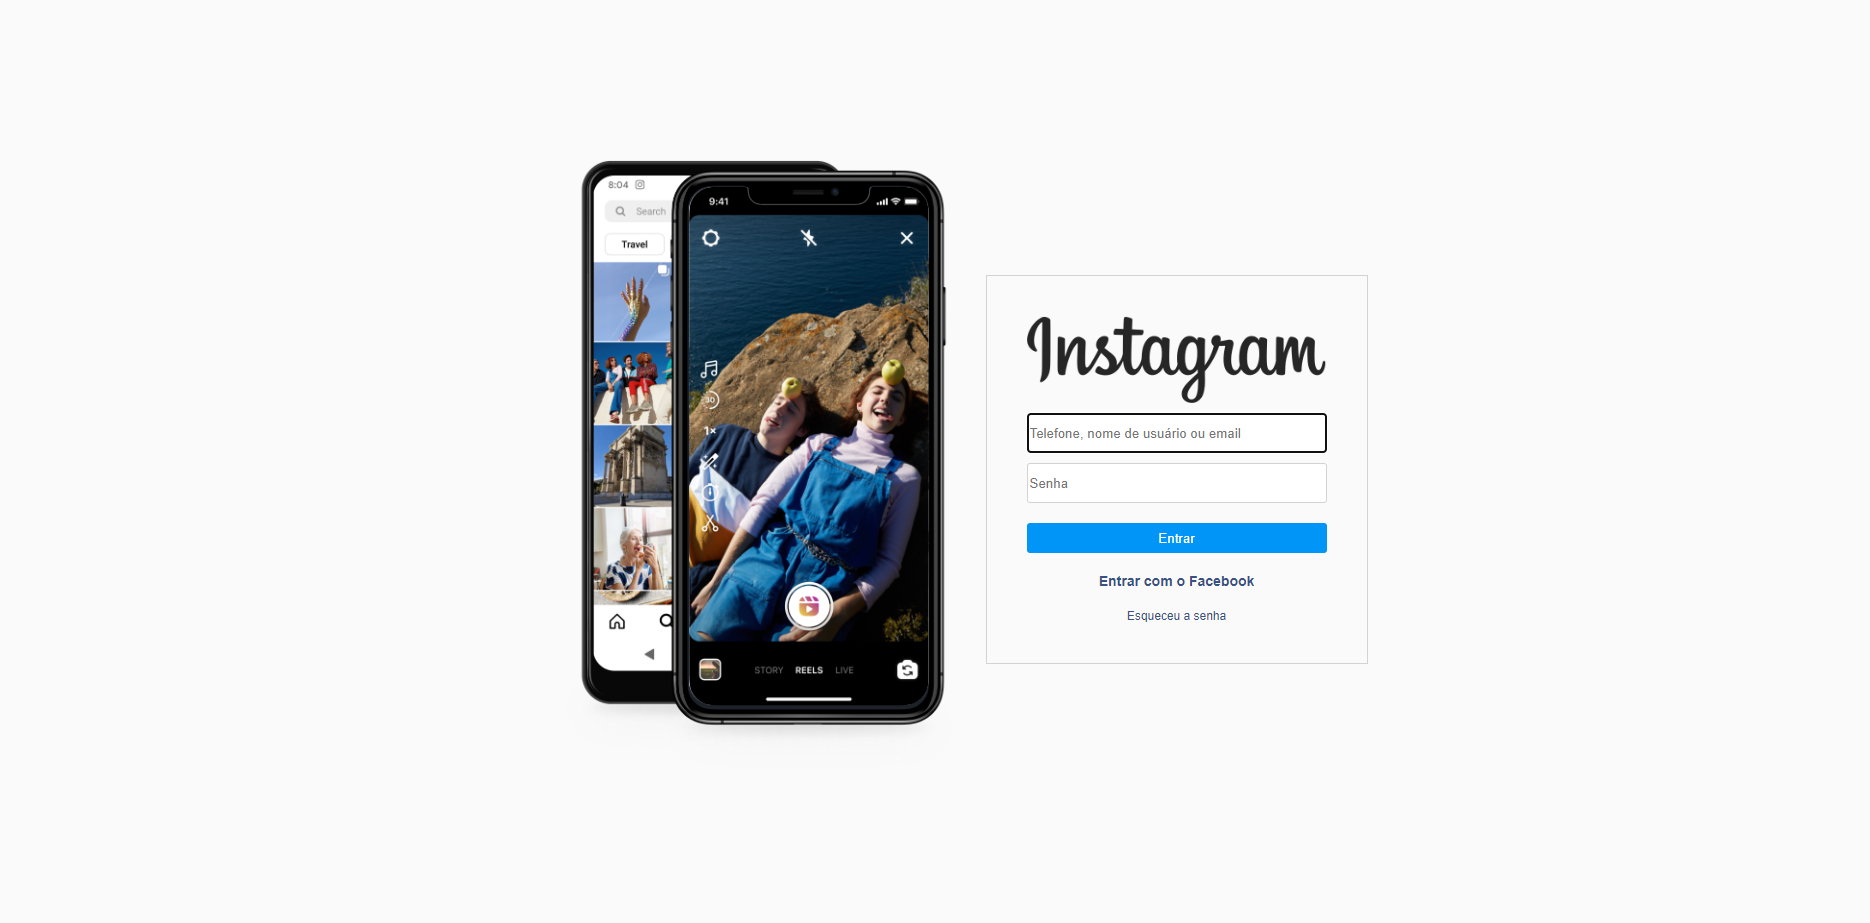 8:04
Search
Travel
9:41
30
1×
STORY REELS LIVE
Instagram
Telefone, nome de usuário ou email
Senha
Entrar
Entrar com o Facebook
Esqueceu a senha